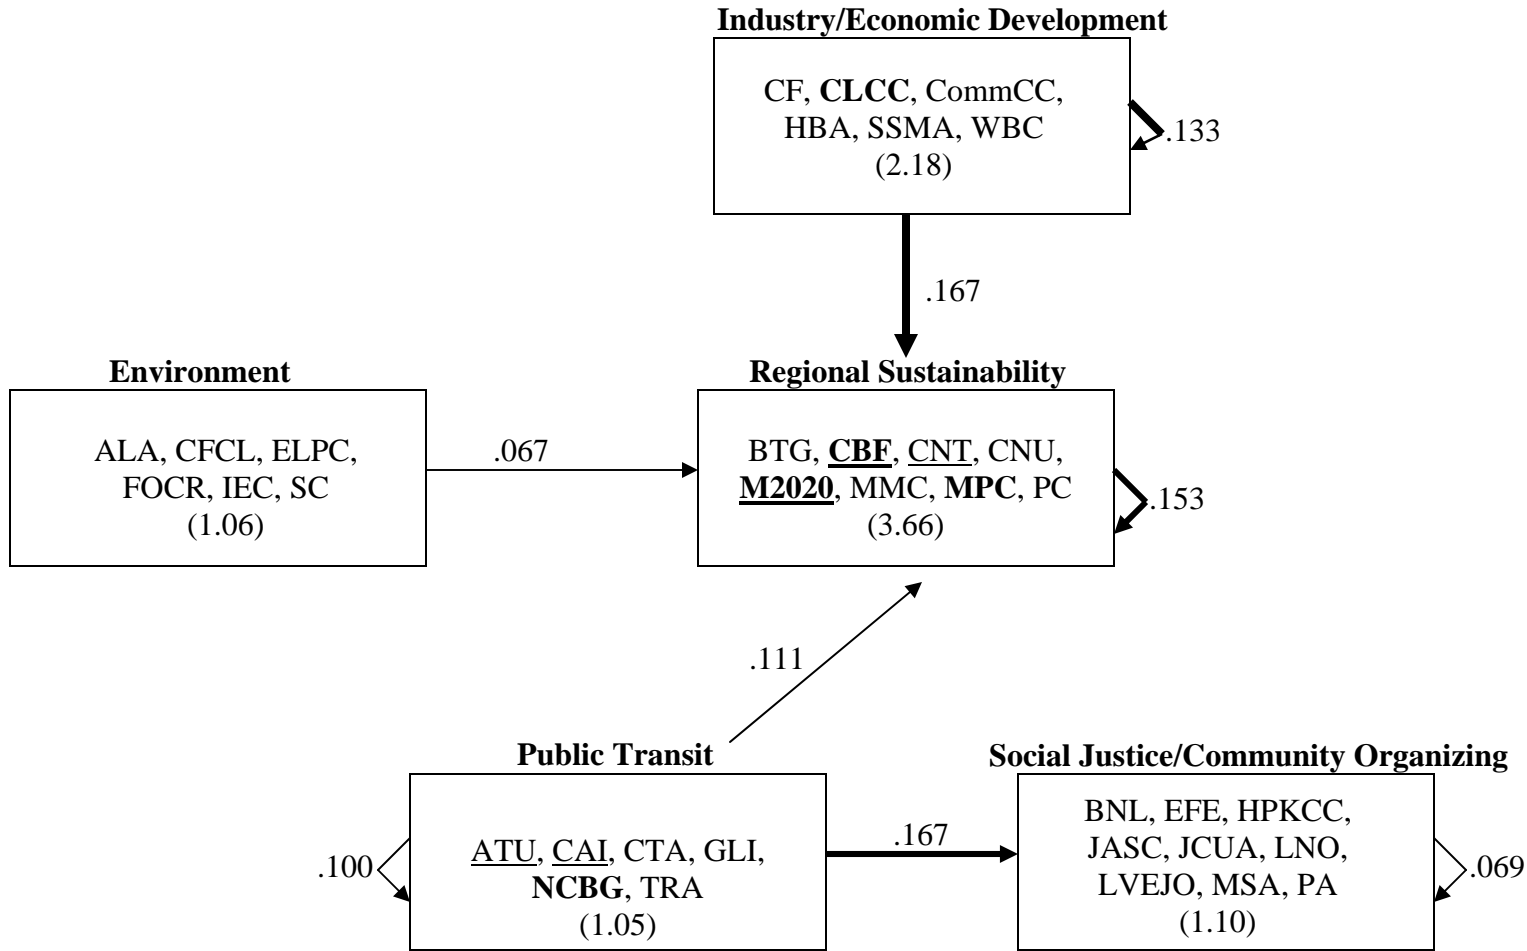 Industry/Economic Development
CF, CLCC, CommCC,
HBA, SSMA, WBC
(2.18)
.133
.167
Environment
ALA, CFCL, ELPC,
FOCR, IEC, SC
(1.06)
.067
Regional Sustainability
BTG, CBF, CNT, CNU,
M2020, MMC, MPC, PC
(3.66)
.153
.111
Public Transit
ATU, CAI, CTA, GLI,
NCBG, TRA
(1.05)
.100
.167
Social Justice/Community Organizing
BNL, EFE, HPKCC,
JASC, JCUA, LNO,
LVEJO, MSA, PA
(1.10)
.069